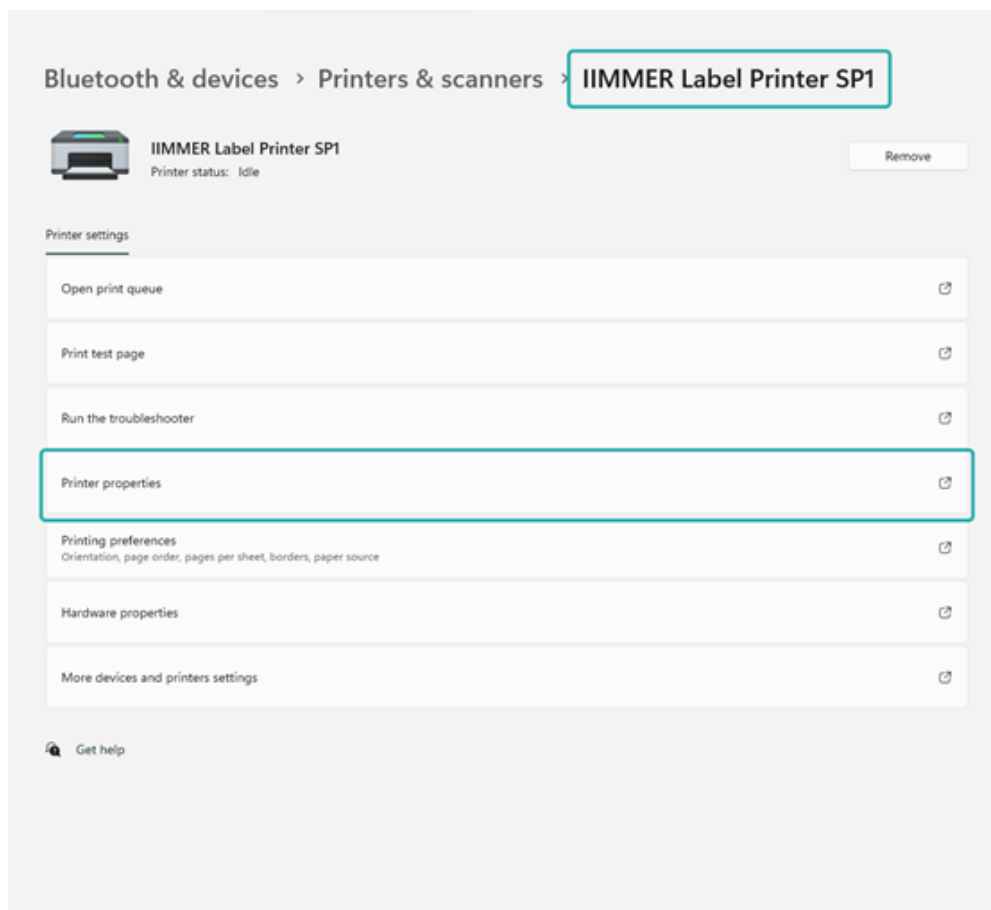 Bluetooth & devices > Printers & scanners > IIMMER Label Printer SP1
IIMMER Label Printer SP1
Printer status: Idle
Remove
Printer settings
Open print queue
Print test page
Run the troubleshooter
Printer properties
Printing preferences
Orientation, page order, pages per sheet, borders, paper source
Hardware properties
More devices and printers settings
Get help